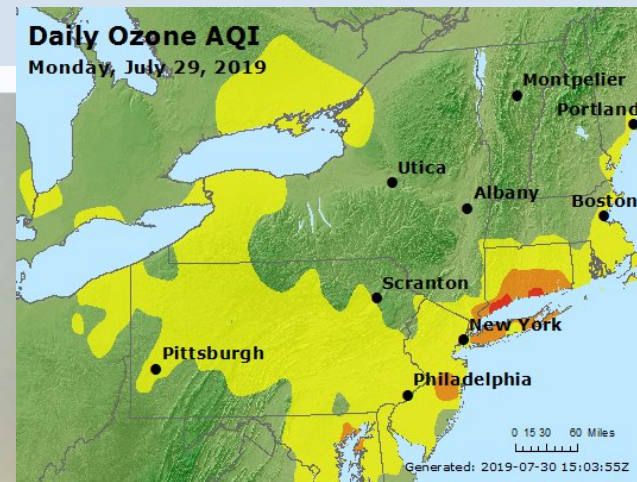 Daily Ozone AQI
Monday, July 29, 2019
Montpelier
Portland
Utica
Albany
Boston
Scranton
New York
Pittsburgh
Philadelphia
0 15 30 60 Miles
Generated: 2019-07-30 15:03:55Z